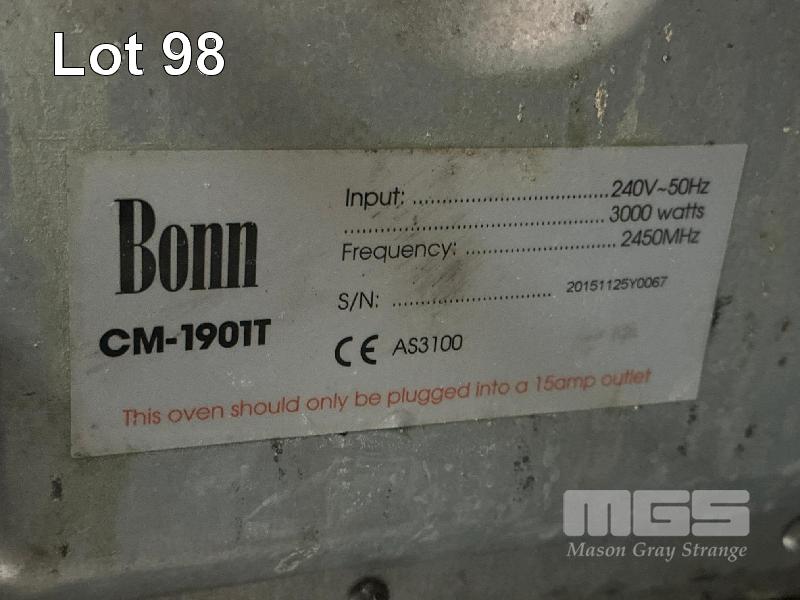 Lot 98
Bonn
CM-1901T
Input: ...................................240V~50Hz
.............................................. 3000 watts
Frequency: ........................... 2450MHz
S/N: ............................. 20151125Y0067
CE AS3100
This oven should only be plugged into a 15amp outlet
MGS
Mason Gray Strange